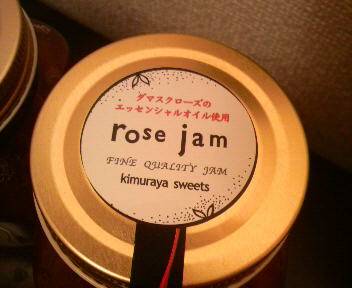 ダマスクローズの
エッセンシャルオイル使用
rose jam
FINE QUALITY JAM
kimuraya sweets